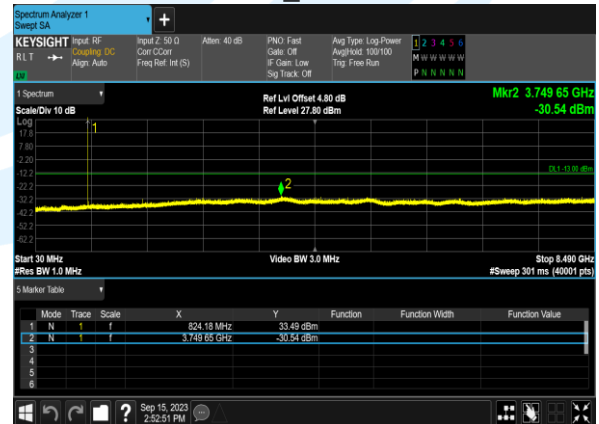 Spectrum Analyzer 1
Swept SA
+
KEYSIGHT Input: RF Input Z: 50 Ω Atten: 40 dB PNO: Fast Avg Type: Log-Power 1 2 3 4 5 6
RLT Coupling: DC Corr CCorr Gate: Off Avg|Hold: 100/100 M W W W W W
Align: Auto Freq Ref: Int (S) IF Gain: Low Trig: Free Run P N N N N N
Sig Track: Off
1 Spectrum Ref Lvl Offset 4.80 dB Mkr2 3.749 65 GHz
Scale/Div 10 dB Ref Level 27.80 dBm -30.54 dBm
Log
17.8 1
7.80
-2.20
-12.2 DL1 -13.00 dBm
-22.2 2
-32.2
-42.2
-52.2
-62.2
Start 30 MHz Video BW 3.0 MHz Stop 8.490 GHz
#Res BW 1.0 MHz #Sweep 301 ms (40001 pts)
5 Marker Table
Mode Trace Scale X Y Function Function Width Function Value
1 N 1 f 824.18 MHz 33.49 dBm
2 N 1 f 3.749 65 GHz -30.54 dBm
3
4
5
6
? Sep 15, 2023
2:52:51 PM